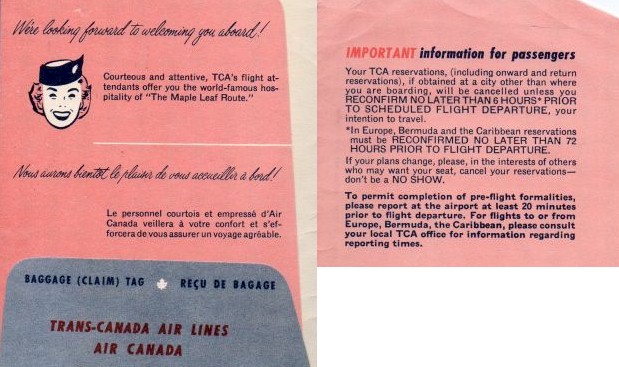 We're looking forward to welcoming you aboard!
Courteous and attentive, TCA's flight at-
tendants offer you the world-famous hos-
pitality of "The Maple Leaf Route."
Nous aurons bientôt le plaisir de vous accueillir à bord!
Le personnel courtois et empressé d'Air
Canada veillera à votre confort et s'ef-
forcera de vous assurer un voyage agréable.
BAGGAGE (CLAIM) TAG REÇU DE BAGAGE
TRANS-CANADA AIR LINES
AIR CANADA
IMPORTANT information for passengers
Your TCA reservations, (including onward and return
reservations), if obtained at a city other than where
you are boarding, will be cancelled unless you
RECONFIRM NO LATER THAN 6 HOURS* PRIOR
TO SCHEDULED FLIGHT DEPARTURE, your
intention to travel.
*In Europe, Bermuda and the Caribbean reservations
must be RECONFIRMED NO LATER THAN 72
HOURS PRIOR TO FLIGHT DEPARTURE.
If your plans change, please, in the interests of others
who may want your seat, cancel your reservations—
don't be a NO SHOW.
To permit completion of pre-flight formalities,
please report at the airport at least 20 minutes
prior to flight departure. For flights to or from
Europe, Bermuda, the Caribbean, please consult
your local TCA office for information regarding
reporting times.